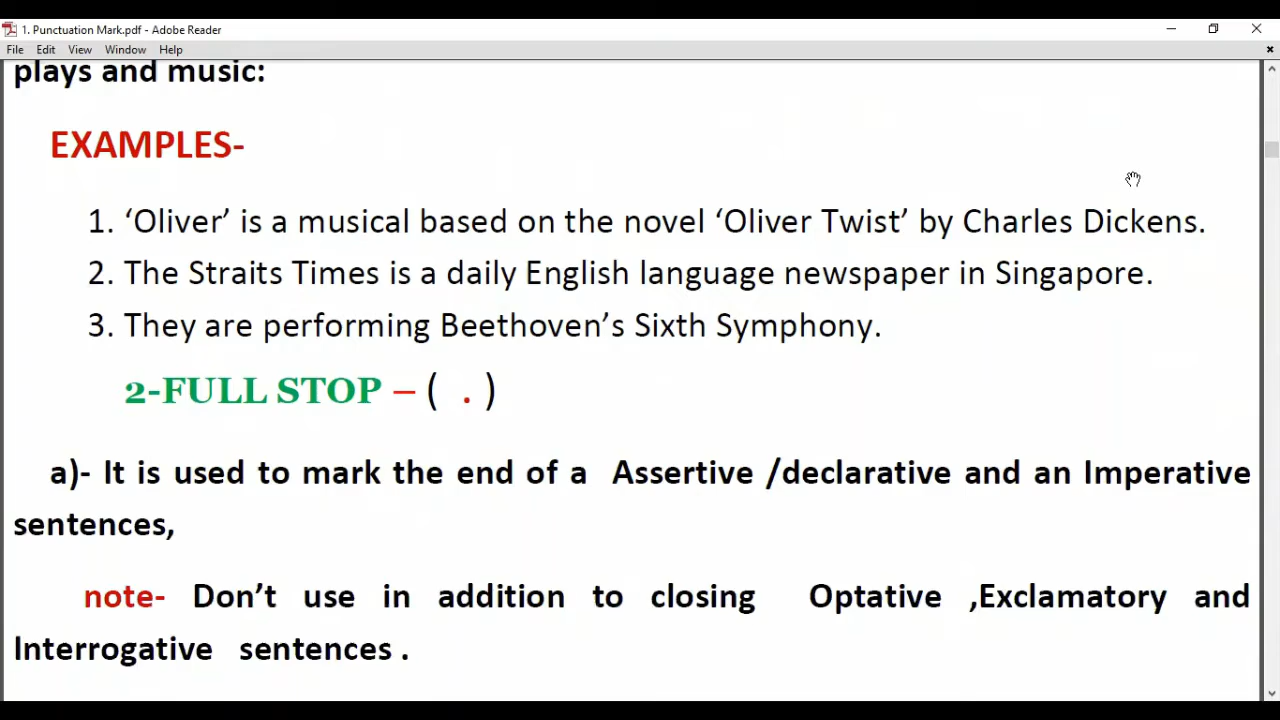 1. Punctuation Mark.pdf - Adobe Reader
File Edit View Window Help
plays and music:
EXAMPLES-
1. ‘Oliver’ is a musical based on the novel ‘Oliver Twist’ by Charles Dickens.
2. The Straits Times is a daily English language newspaper in Singapore.
3. They are performing Beethoven’s Sixth Symphony.
2-FULL STOP – ( . )
a)- It is used to mark the end of a Assertive /declarative and an Imperative
sentences,
note- Don’t use in addition to closing Optative ,Exclamatory and
Interrogative sentences .